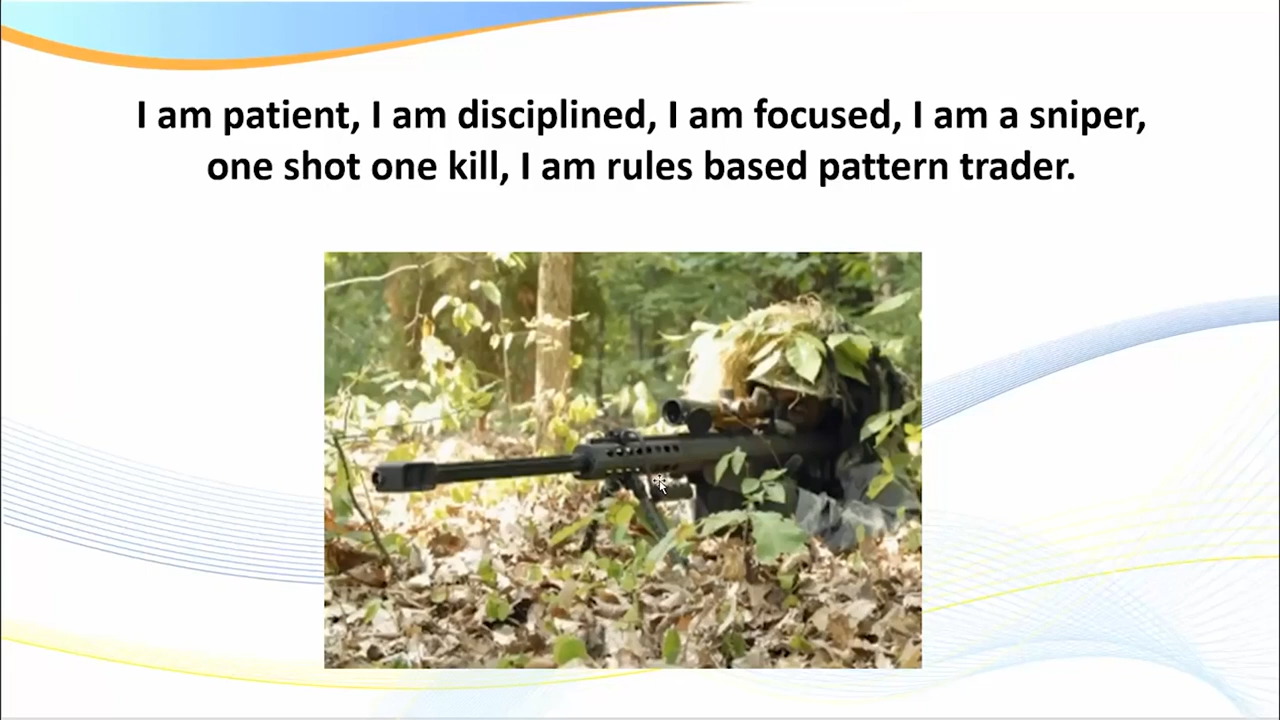 I am patient, I am disciplined, I am focused, I am a sniper,
one shot one kill, I am rules based pattern trader.